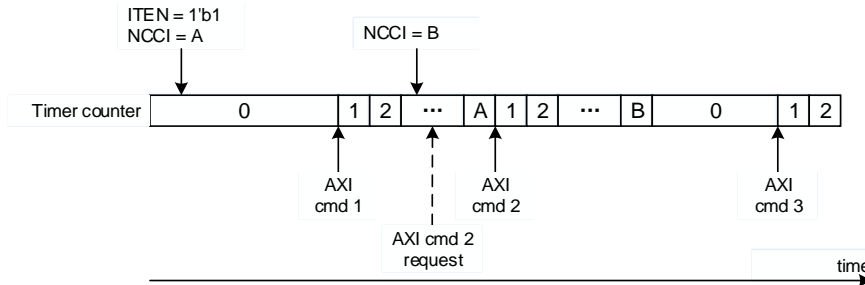 ITEN = 1'b1
NCCI = A
NCCI = B
Timer counter 0 1 2 ··· A 1 2 ··· B 0 1 2
AXI
cmd 1
AXI
cmd 2
AXI
cmd 3
AXI cmd 2
request
time